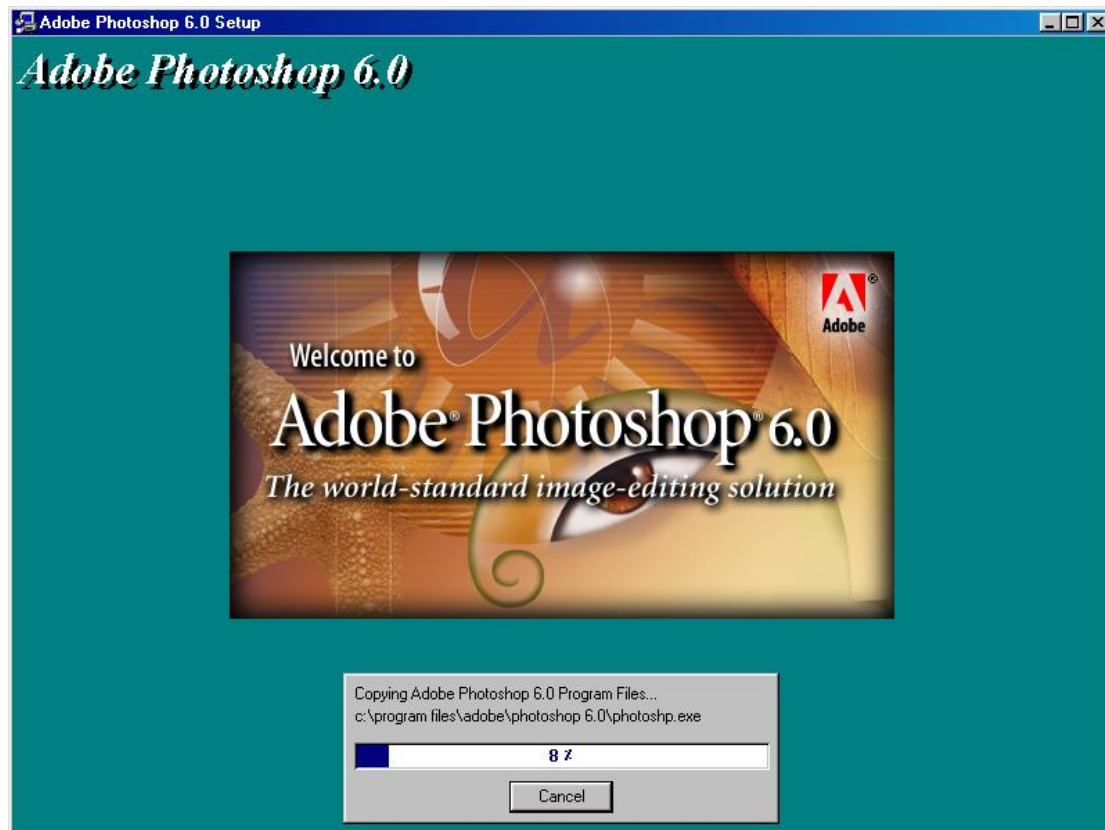 Adobe Photoshop 6.0 Setup
Adobe Photoshop 6.0
Adobe
®
Welcome to
Adobe® Photoshop® 6.0
The world-standard image-editing solution
Copying Adobe Photoshop 6.0 Program Files...
c:\program files\adobe\photoshop 6.0\photoshp.exe
8 %
Cancel